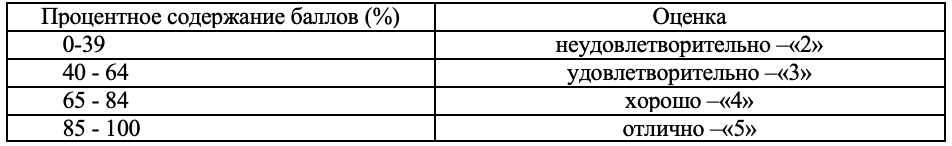 Процентное содержание баллов (%) Оценка
0-39 неудовлетворительно –«2»
40 - 64 удовлетворительно –«3»
65 - 84 хорошо –«4»
85 - 100 отлично –«5»